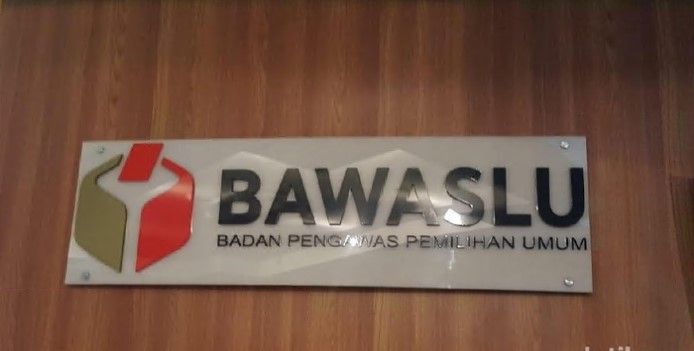 BAWASLU
BADAN PENGAWAS PEMILIHAN UMUM